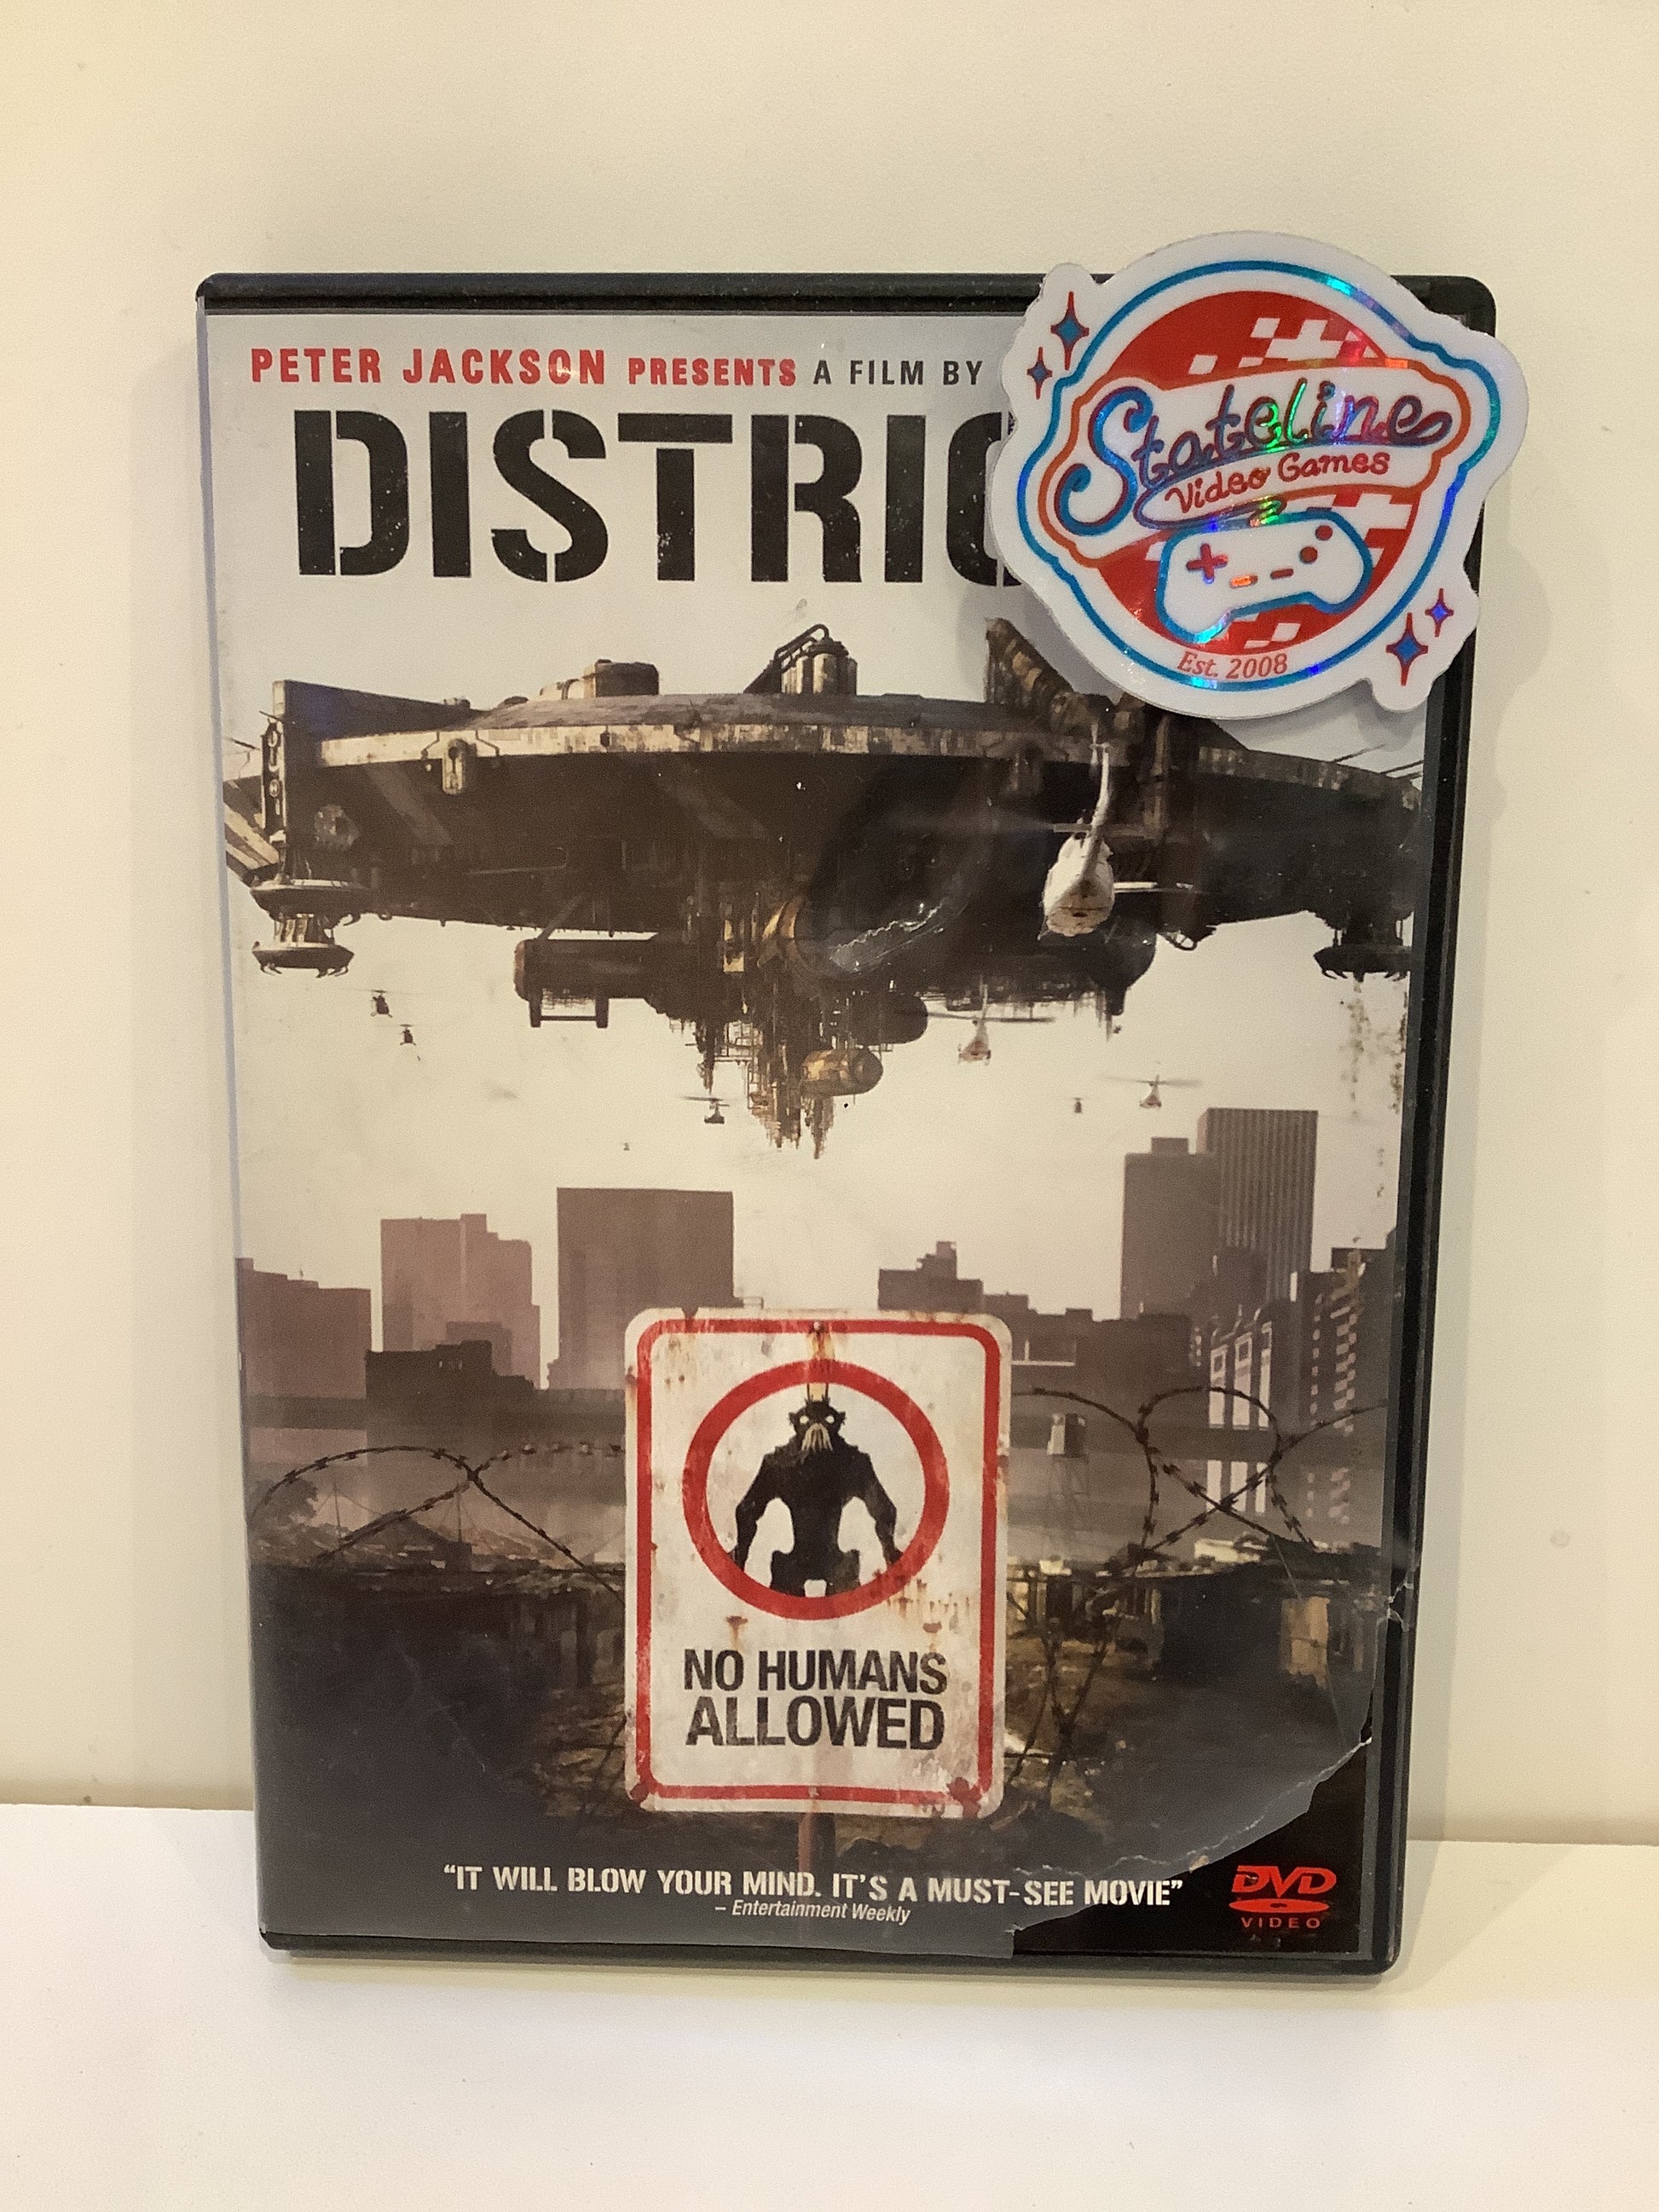 PETER JACKSON PRESENTS A FILM BY
DISTRIC
Stateline
Video Games
Est. 2008
NO HUMANS
ALLOWED
“IT WILL BLOW YOUR MIND. IT’S A MUST-SEE MOVIE”
– Entertainment Weekly
DVD
VIDEO